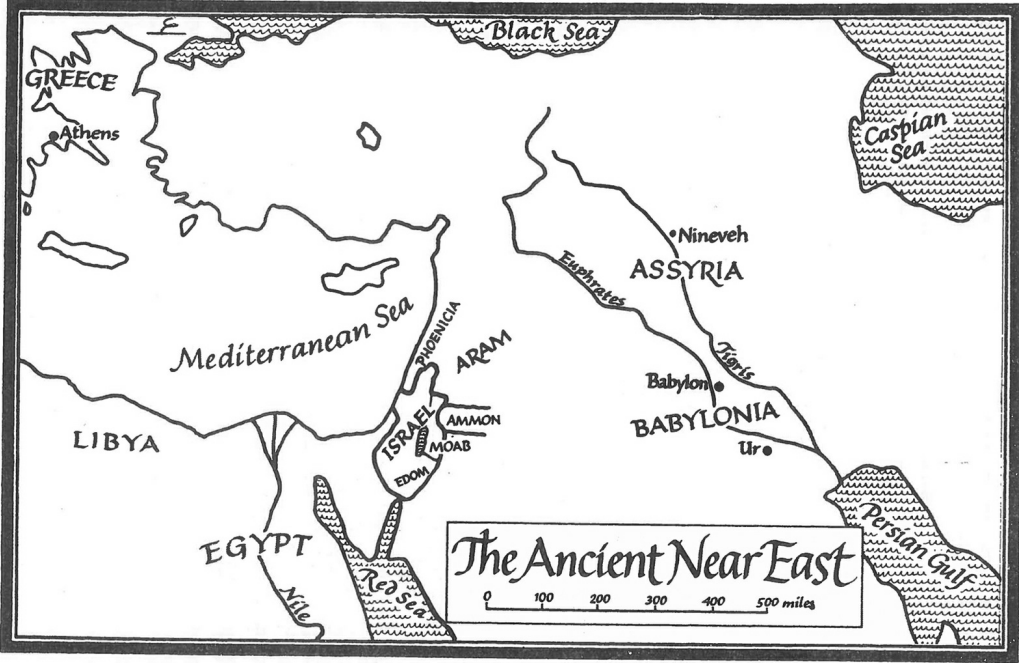 Black Sea
GREECE
Athens
Caspian
Sea
Nineveh
ASSYRIA
Euphrates
Mediterranean Sea
PHOENICIA
ARAM
Tigris
Babylon
BABYLONIA
Ur
LIBYA
ISRAEL
AMMON
MOAB
EDOM
EGYPT
Nile
Red Sea
Persian Gulf
The Ancient Near East
0 100 200 300 400 500 miles